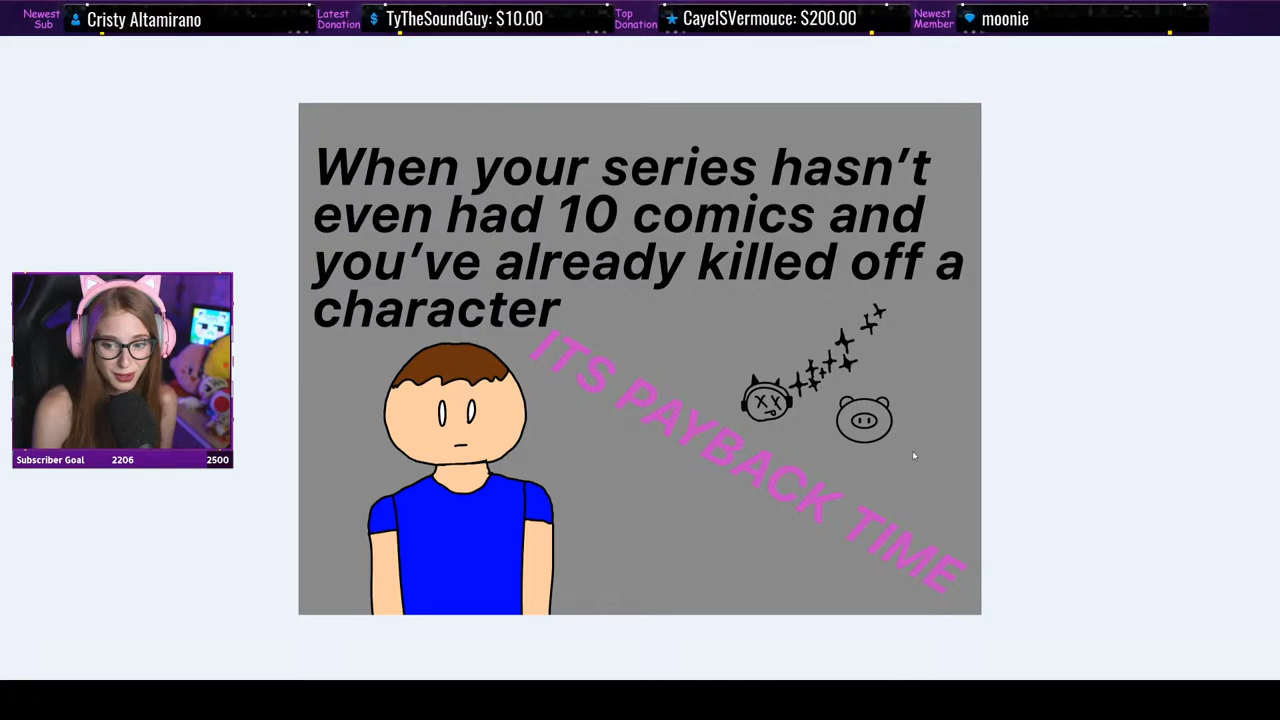 Newest Sub Cristy Altamirano Latest Donation TyTheSoundGuy: $10.00 Top Donation CayeISVermouce: $200.00 Newest Member moonie
When your series hasn't
even had 10 comics and
you've already killed off a
character
ITS PAYBACK TIME
Subscriber Goal 2206 2500